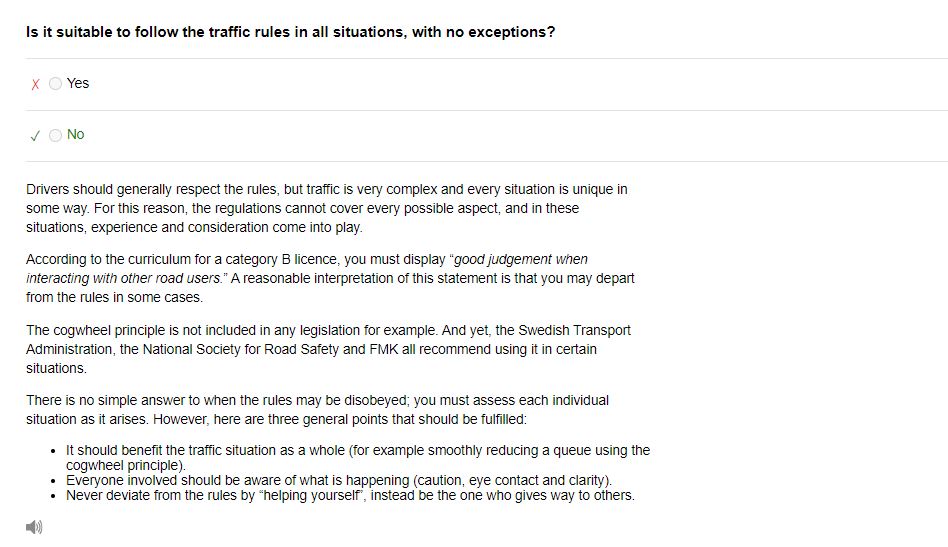 Is it suitable to follow the traffic rules in all situations, with no exceptions?
✗ Yes
✓ No
Drivers should generally respect the rules, but traffic is very complex and every situation is unique in
some way. For this reason, the regulations cannot cover every possible aspect, and in these
situations, experience and consideration come into play.
According to the curriculum for a category B licence, you must display “good judgement when
interacting with other road users.” A reasonable interpretation of this statement is that you may depart
from the rules in some cases.
The cogwheel principle is not included in any legislation for example. And yet, the Swedish Transport
Administration, the National Society for Road Safety and FMK all recommend using it in certain
situations.
There is no simple answer to when the rules may be disobeyed; you must assess each individual
situation as it arises. However, here are three general points that should be fulfilled:
• It should benefit the traffic situation as a whole (for example smoothly reducing a queue using the
cogwheel principle).
• Everyone involved should be aware of what is happening (caution, eye contact and clarity).
• Never deviate from the rules by “helping yourself”, instead be the one who gives way to others.